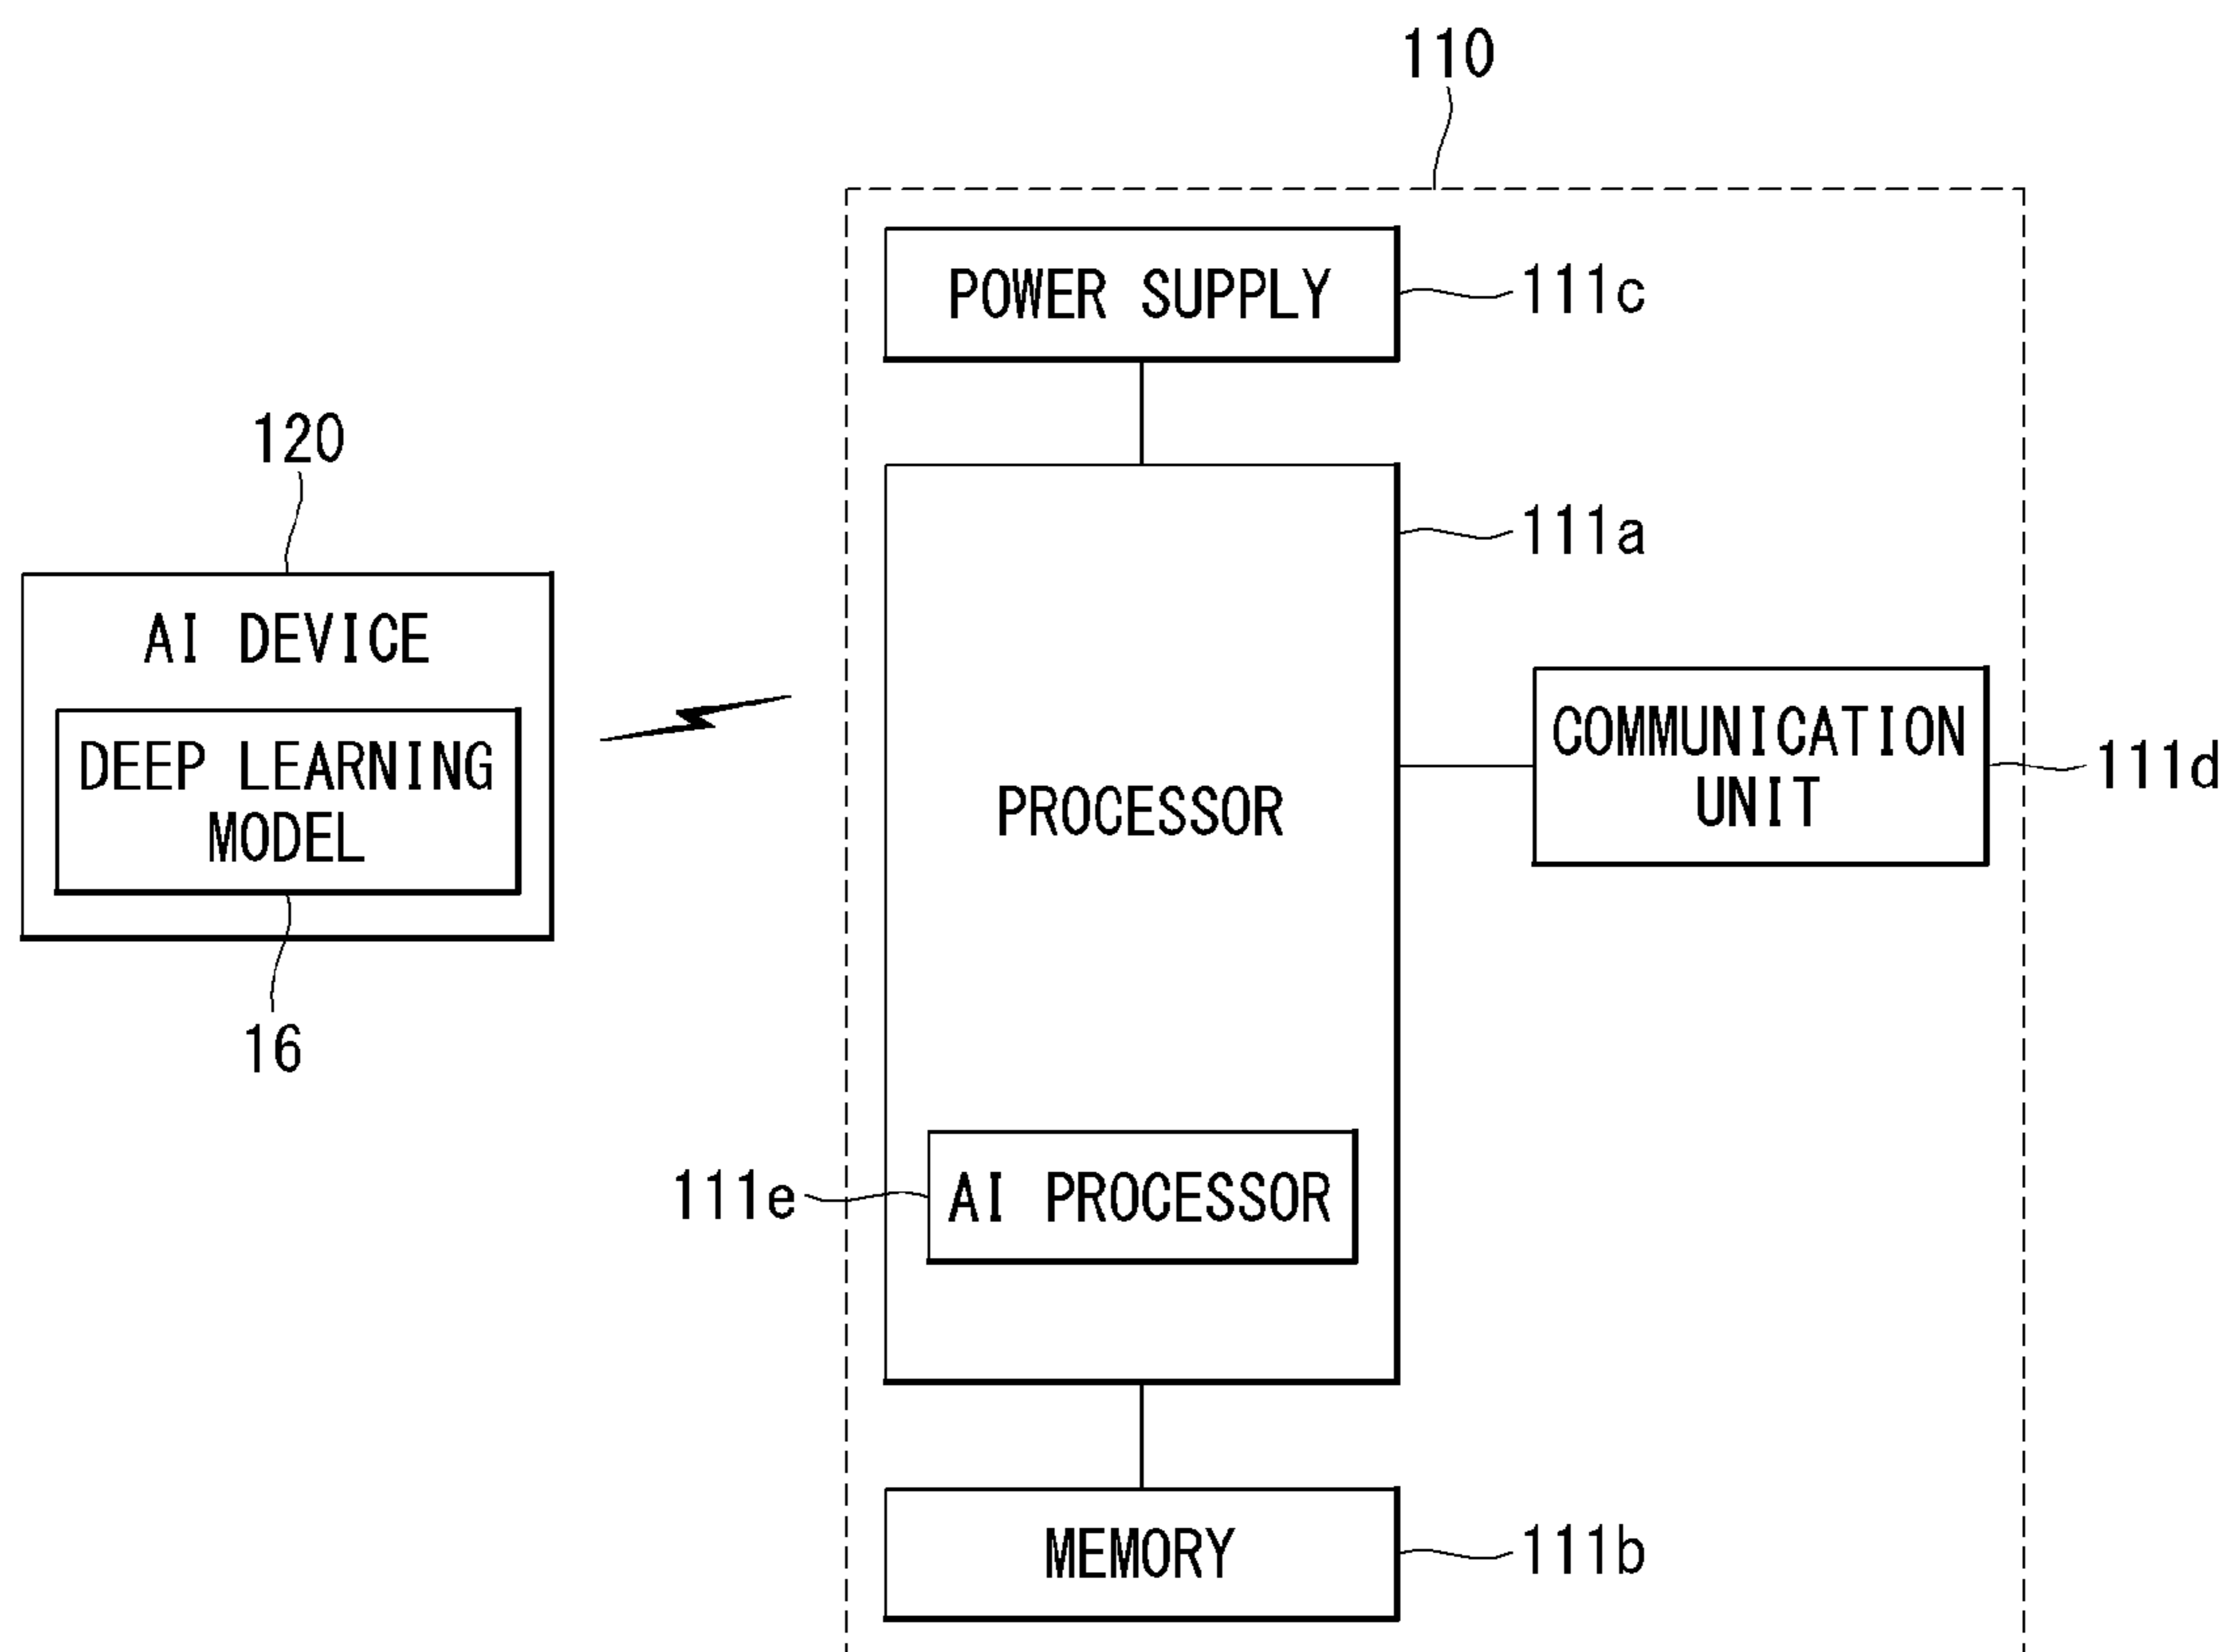 110
POWER SUPPLY
111c
120
111a
AI DEVICE
DEEP LEARNING
MODEL
COMMUNICATION
UNIT
111d
PROCESSOR
16
111e
AI PROCESSOR
MEMORY
111b